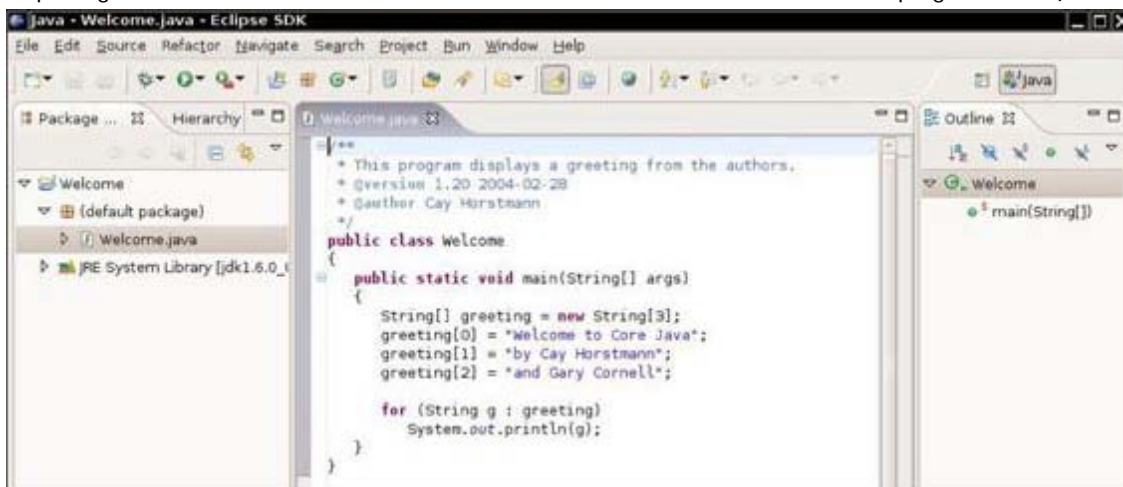 Java - Welcome.java - Eclipse SDK
File Edit Source Refactor Navigate Search Project Run Window Help
Java
Package ... Hierarchy
Welcome.java
Outline
Welcome
(default package)
Welcome.java
JRE System Library [jdk1.6.0_
/**
* This program displays a greeting from the authors.
* @version 1.20 2004-02-28
* @author Cay Horstmann
*/
public class Welcome
{
public static void main(String[] args)
{
String[] greeting = new String[3];
greeting[0] = "Welcome to Core Java";
greeting[1] = "by Cay Horstmann";
greeting[2] = "and Gary Cornell";
for (String g : greeting)
System.out.println(g);
}
}
Welcome
main(String[])